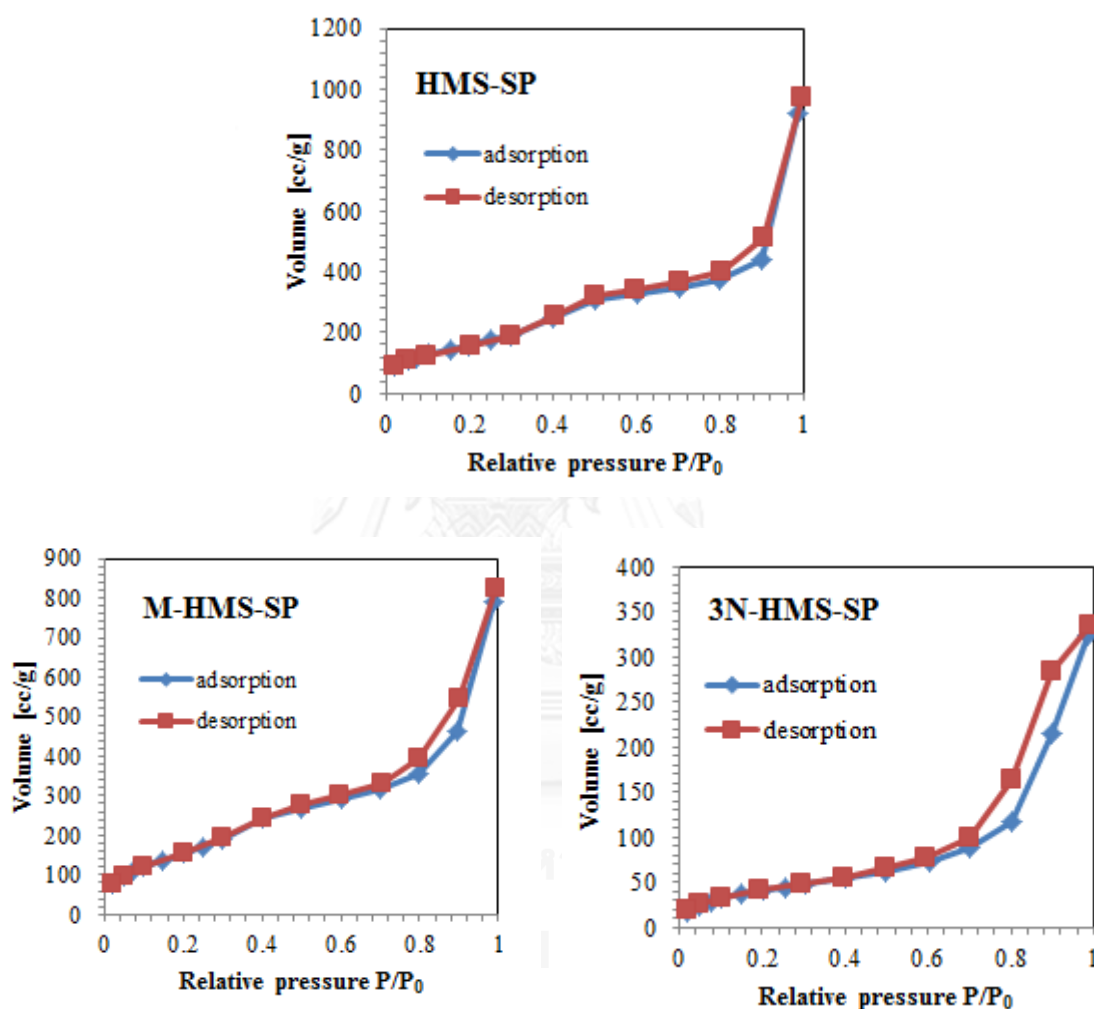 1200
1000
800
600
400
200
0
Volume [cc/g]
HMS-SP
adsorption
desorption
0 0.2 0.4 0.6 0.8 1
Relative pressure P/P₀
900
800
700
600
500
400
300
200
100
0
Volume [cc/g]
M-HMS-SP
adsorption
desorption
0 0.2 0.4 0.6 0.8 1
Relative pressure P/P₀
400
350
300
250
200
150
100
50
0
Volume [cc/g]
3N-HMS-SP
adsorption
desorption
0 0.2 0.4 0.6 0.8 1
Relative pressure P/P₀